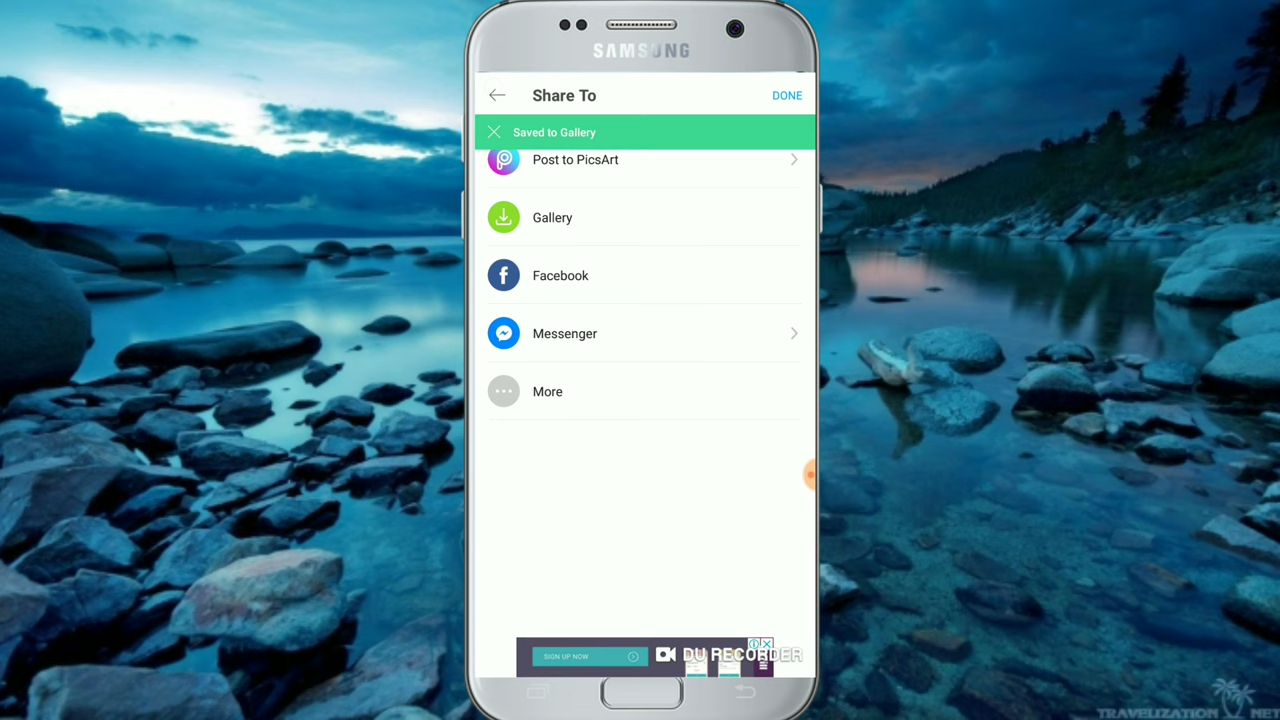 SAMSUNG
Share To
DONE
Saved to Gallery
Post to PicsArt
Gallery
Facebook
Messenger
More
SIGN UP NOW
DU RECORDER
TRAVELIZATION NET